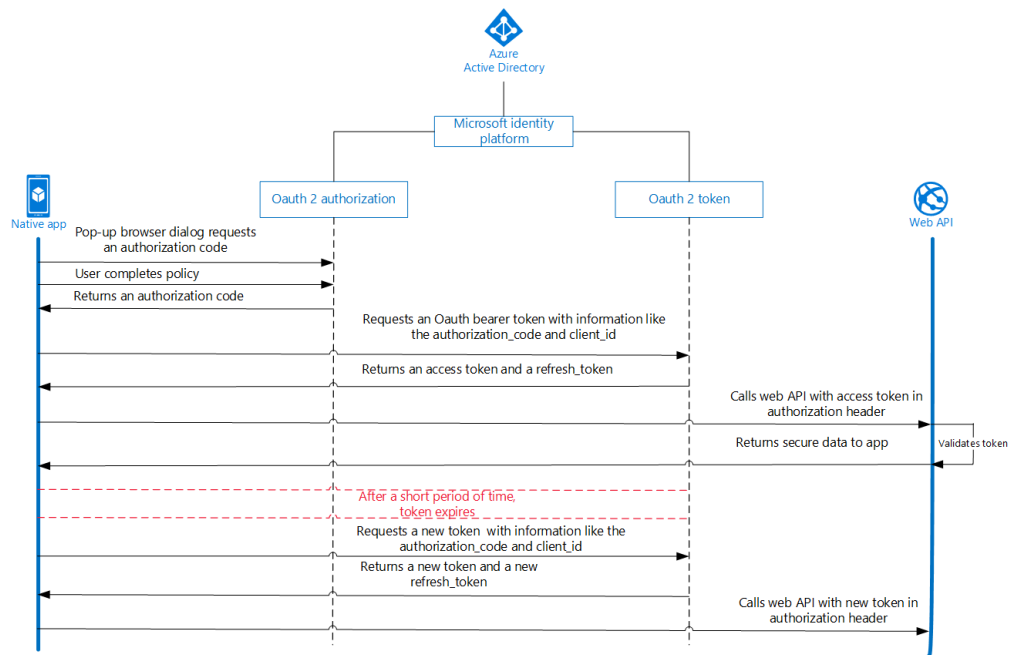 Azure
Active Directory
Microsoft identity
platform
Oauth 2 authorization
Oauth 2 token
Native app
Web API
Pop-up browser dialog requests
an authorization code
User completes policy
Returns an authorization code
Requests an Oauth bearer token with information like
the authorization_code and client_id
Returns an access token and a refresh_token
Calls web API with access token in
authorization header
Returns secure data to app
Validates token
After a short period of time,
token expires
Requests a new token with information like the
authorization_code and client_id
Returns a new token and a new
refresh_token
Calls web API with new token in
authorization header